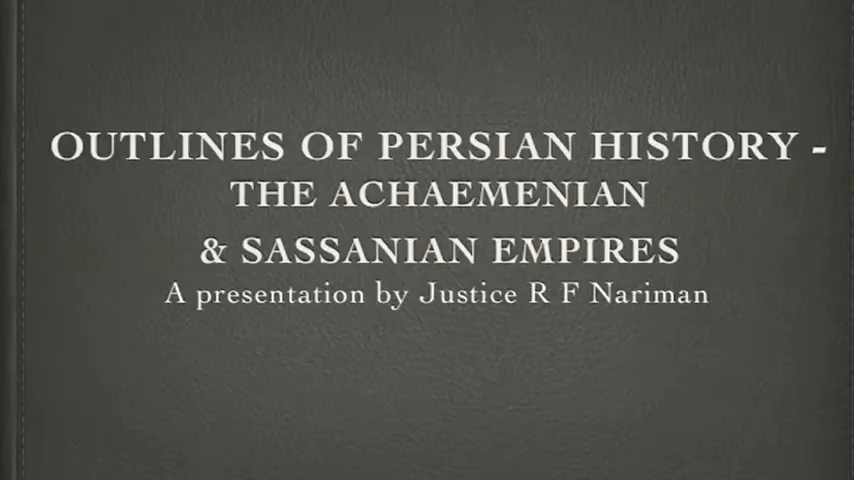 OUTLINES OF PERSIAN HISTORY -
THE ACHAEMENIAN
& SASSANIAN EMPIRES
A presentation by Justice R F Nariman